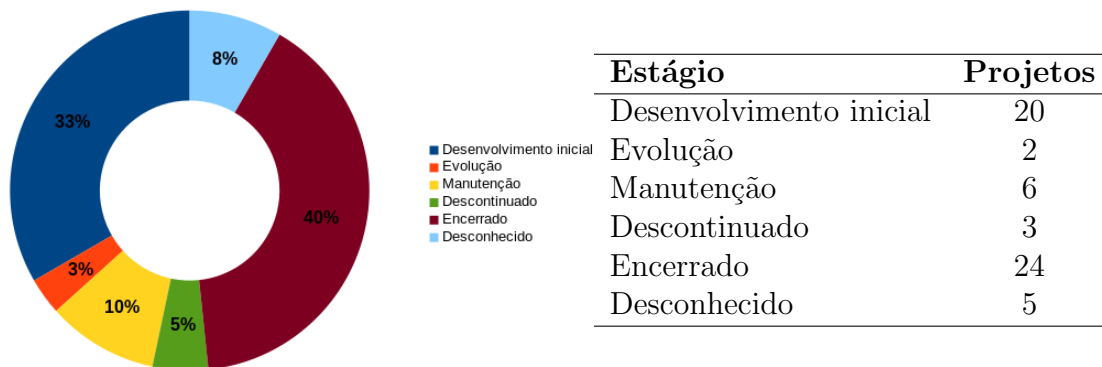 8%
33%
40%
3%
10%
5%
Desenvolvimento inicial
Evolução
Manutenção
Descontinuado
Encerrado
Desconhecido
Estágio Projetos
Desenvolvimento inicial 20
Evolução 2
Manutenção 6
Descontinuado 3
Encerrado 24
Desconhecido 5